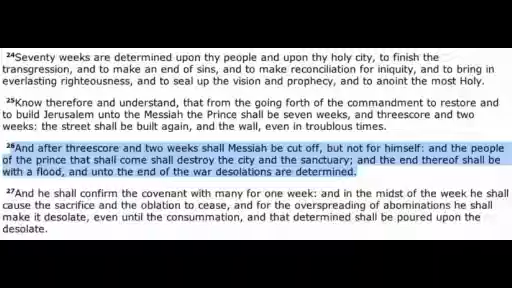 24Seventy weeks are determined upon thy people and upon thy holy city, to finish the
transgression, and to make an end of sins, and to make reconciliation for iniquity, and to bring in
everlasting righteousness, and to seal up the vision and prophecy, and to anoint the most Holy.
25Know therefore and understand, that from the going forth of the commandment to restore and
to build Jerusalem unto the Messiah the Prince shall be seven weeks, and threescore and two
weeks: the street shall be built again, and the wall, even in troublous times.
26And after threescore and two weeks shall Messiah be cut off, but not for himself: and the people
of the prince that shall come shall destroy the city and the sanctuary; and the end thereof shall be
with a flood, and unto the end of the war desolations are determined.
27And he shall confirm the covenant with many for one week: and in the midst of the week he shall
cause the sacrifice and the oblation to cease, and for the overspreading of abominations he shall
make it desolate, even until the consummation, and that determined shall be poured upon the
desolate.